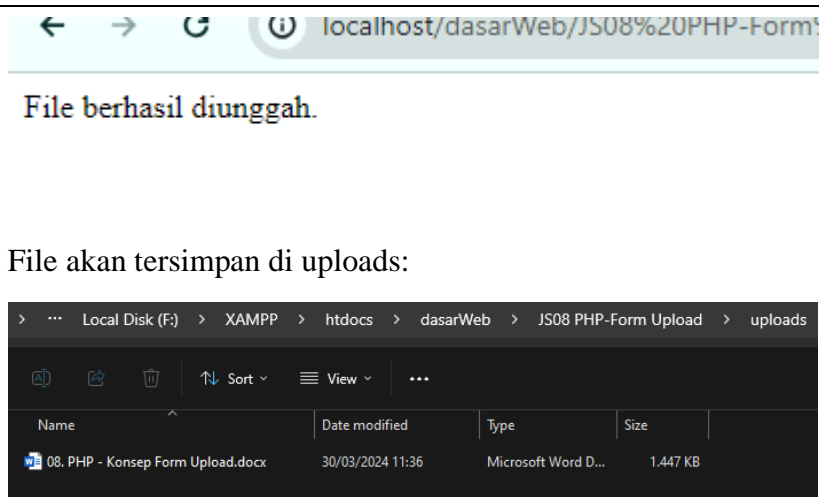 localhost/dasarWeb/JS08%20PHP-Form%
File berhasil diunggah.
File akan tersimpan di uploads:
> ··· Local Disk (F:) > XAMPP > htdocs > dasarWeb > JS08 PHP-Form Upload > uploads
Sort View ···
Name Date modified Type Size
08. PHP - Konsep Form Upload.docx 30/03/2024 11:36 Microsoft Word D... 1.447 KB